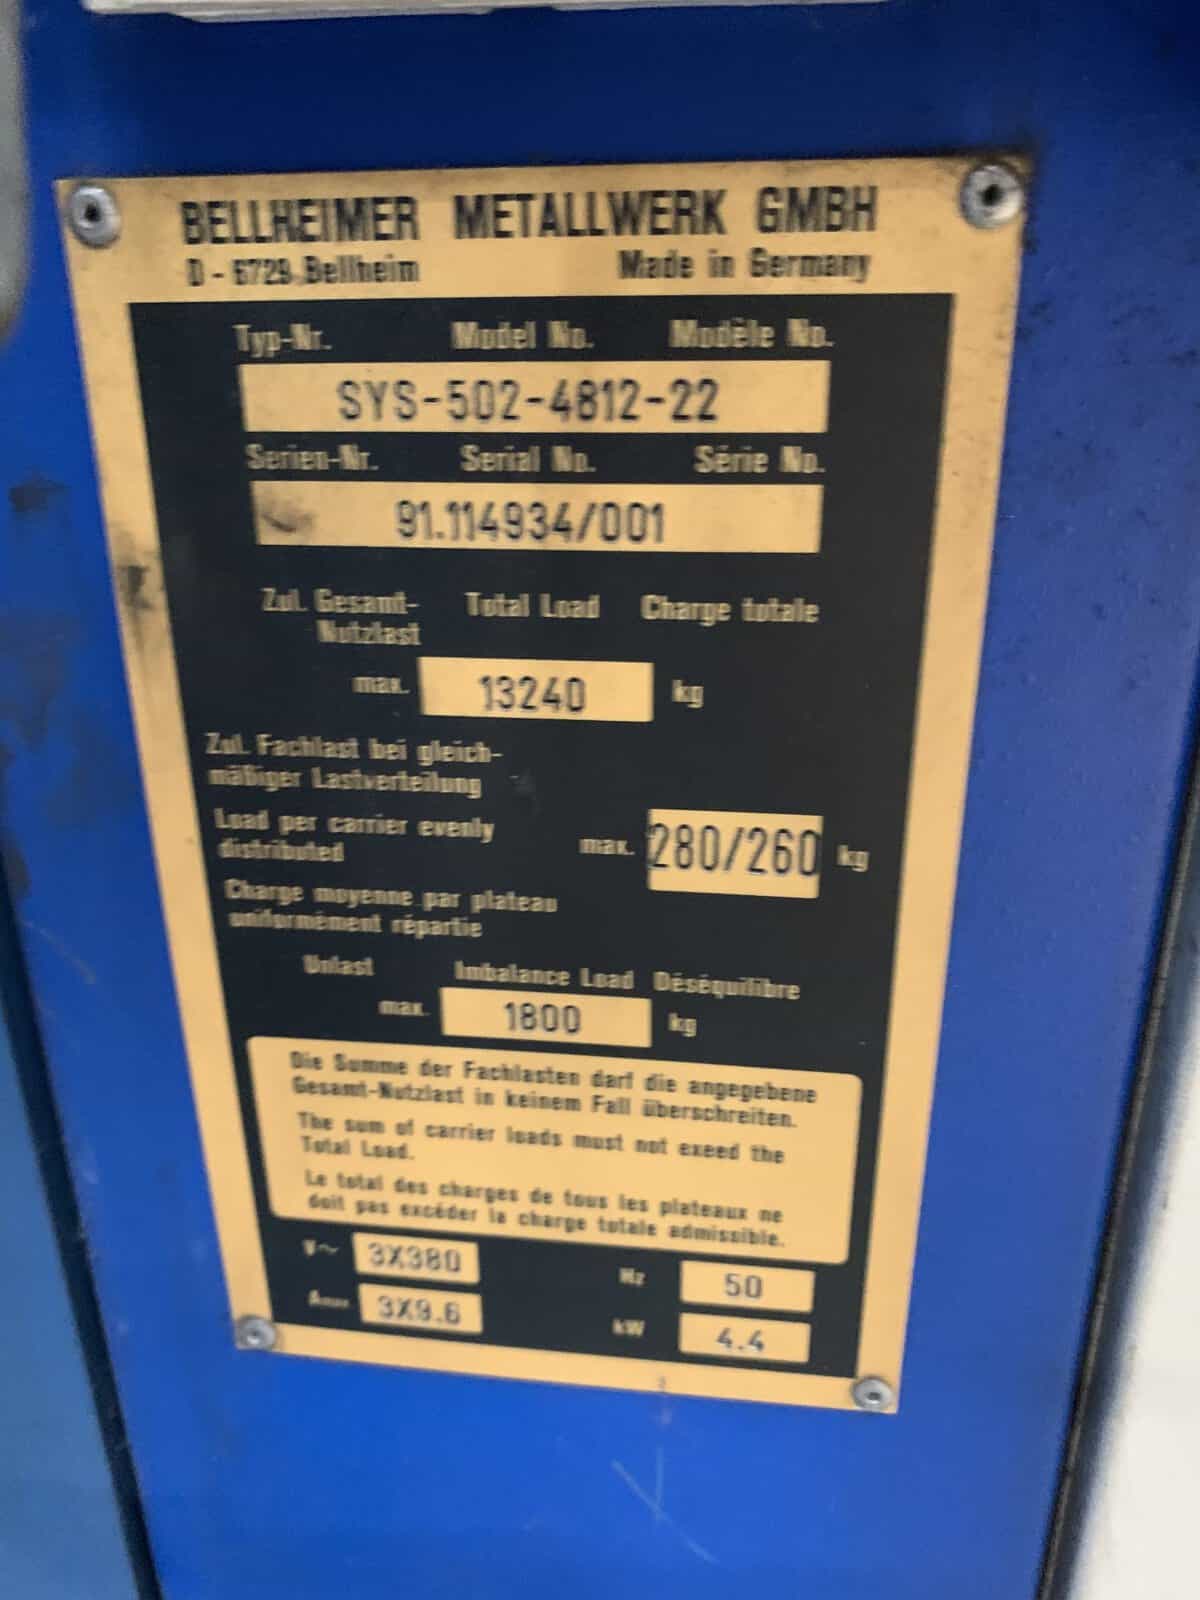 BELLHEIMER METALLWERK GMBH
D - 6729 Bellheim Made in Germany
Typ-Nr. Model No. Modèle No.
SYS-502-4812-22
Serien-Nr. Serial No. Série No.
91.114934/001
Zul. Gesamt- Total Load Charge totale
Nutzlast
max. 13240 kg
Zul. Fachlast bei gleich-
mäßiger Lastverteilung
Load per carrier evenly
distributed
max. 280/260 kg
Charge moyenne par plateau
uniformément répartie
Unlast Imbalance Load Déséquilibre
max. 1800 kg
Die Summe der Fachlasten darf die angegebene
Gesamt-Nutzlast in keinem Fall überschreiten.
The sum of carrier loads must not exeed the
Total Load.
Le total des charges de tous les plateaux ne
doit pas excéder la charge totale admissible.
V~ 3X380 Hz 50
Amax 3X9.6 kW 4.4